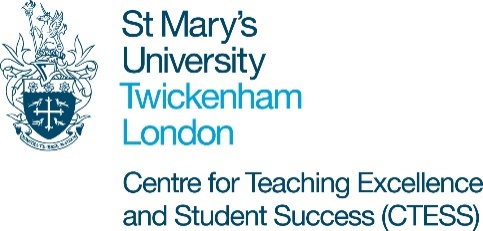 St Mary's
University
Twickenham
London
Centre for Teaching Excellence
and Student Success (CTESS)